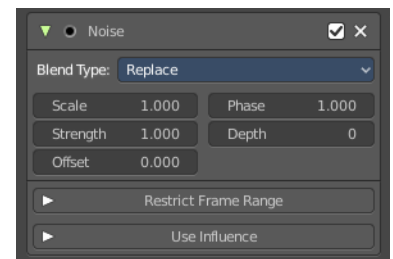 Noise
Blend Type: Replace
Scale 1.000 Phase 1.000
Strength 1.000 Depth 0
Offset 0.000
Restrict Frame Range
Use Influence